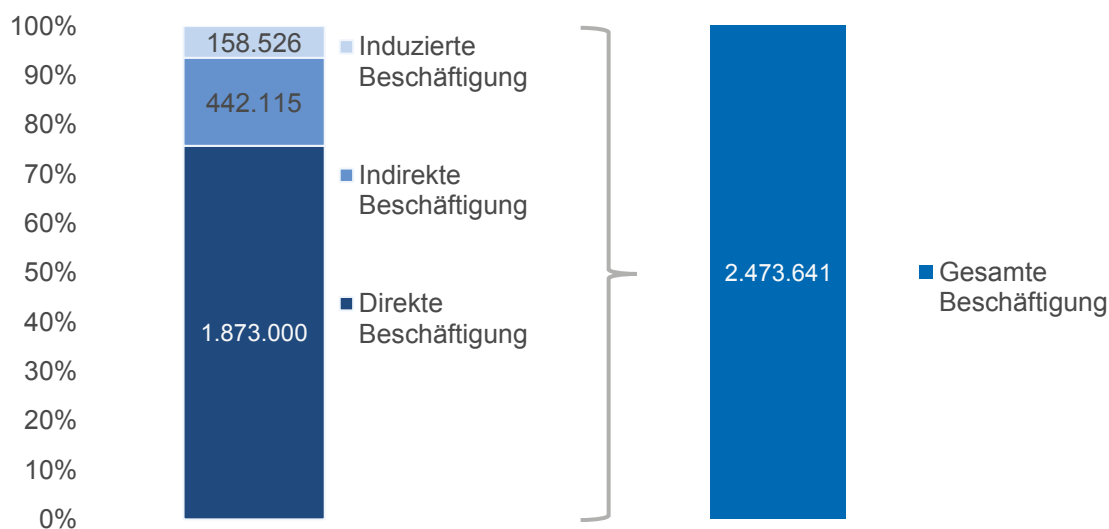 100%
90%
80%
70%
60%
50%
40%
30%
20%
10%
0%
158.526
442.115
1.873.000
Induzierte
Beschäftigung
Indirekte
Beschäftigung
Direkte
Beschäftigung
2.473.641
Gesamte
Beschäftigung